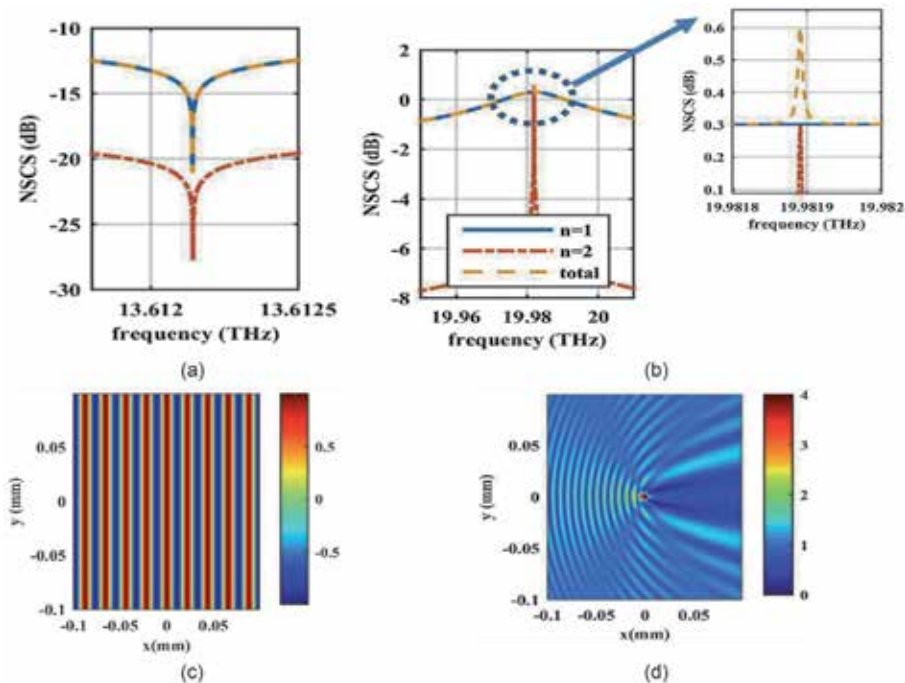 -10
-15
-20
-25
-30
NSCS (dB)
13.612 13.6125
frequency (THz)
(a)
2
0
-2
-4
-6
-8
NSCS (dB)
n=1
n=2
total
19.96 19.98 20
frequency (THz)
(b)
0.6
0.5
0.4
0.3
0.2
0.1
NSCS (dB)
19.9818 19.9819 19.982
frequency (THz)
0.05
0
-0.05
-0.1
y (mm)
-0.1 -0.05 0 0.05
x(mm)
0.5
0
-0.5
(c)
0.05
0
-0.05
-0.1
y (mm)
-0.1 -0.05 0 0.05
x(mm)
4
3
2
1
0
(d)